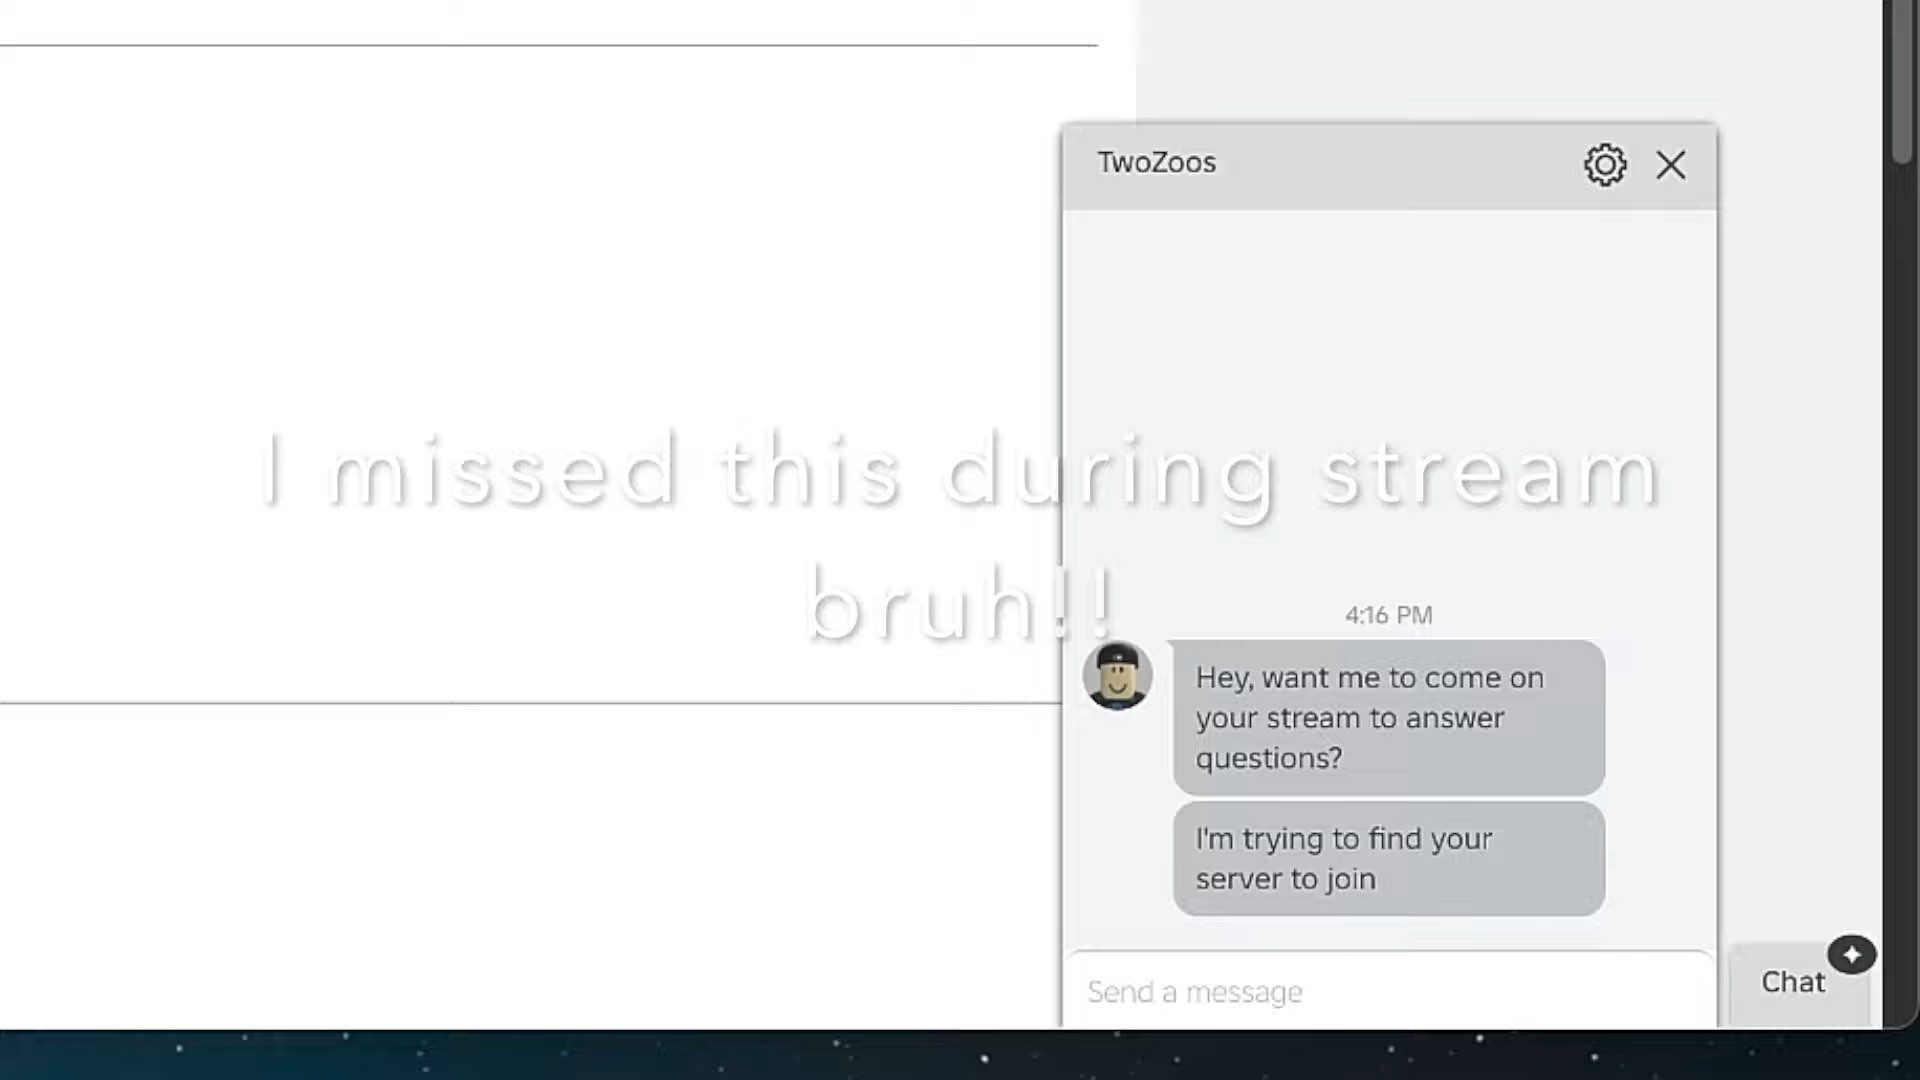 TwoZoos
I missed this during stream
bruh!!
4:16 PM
Hey, want me to come on
your stream to answer
questions?
I'm trying to find your
server to join
Send a message
Chat